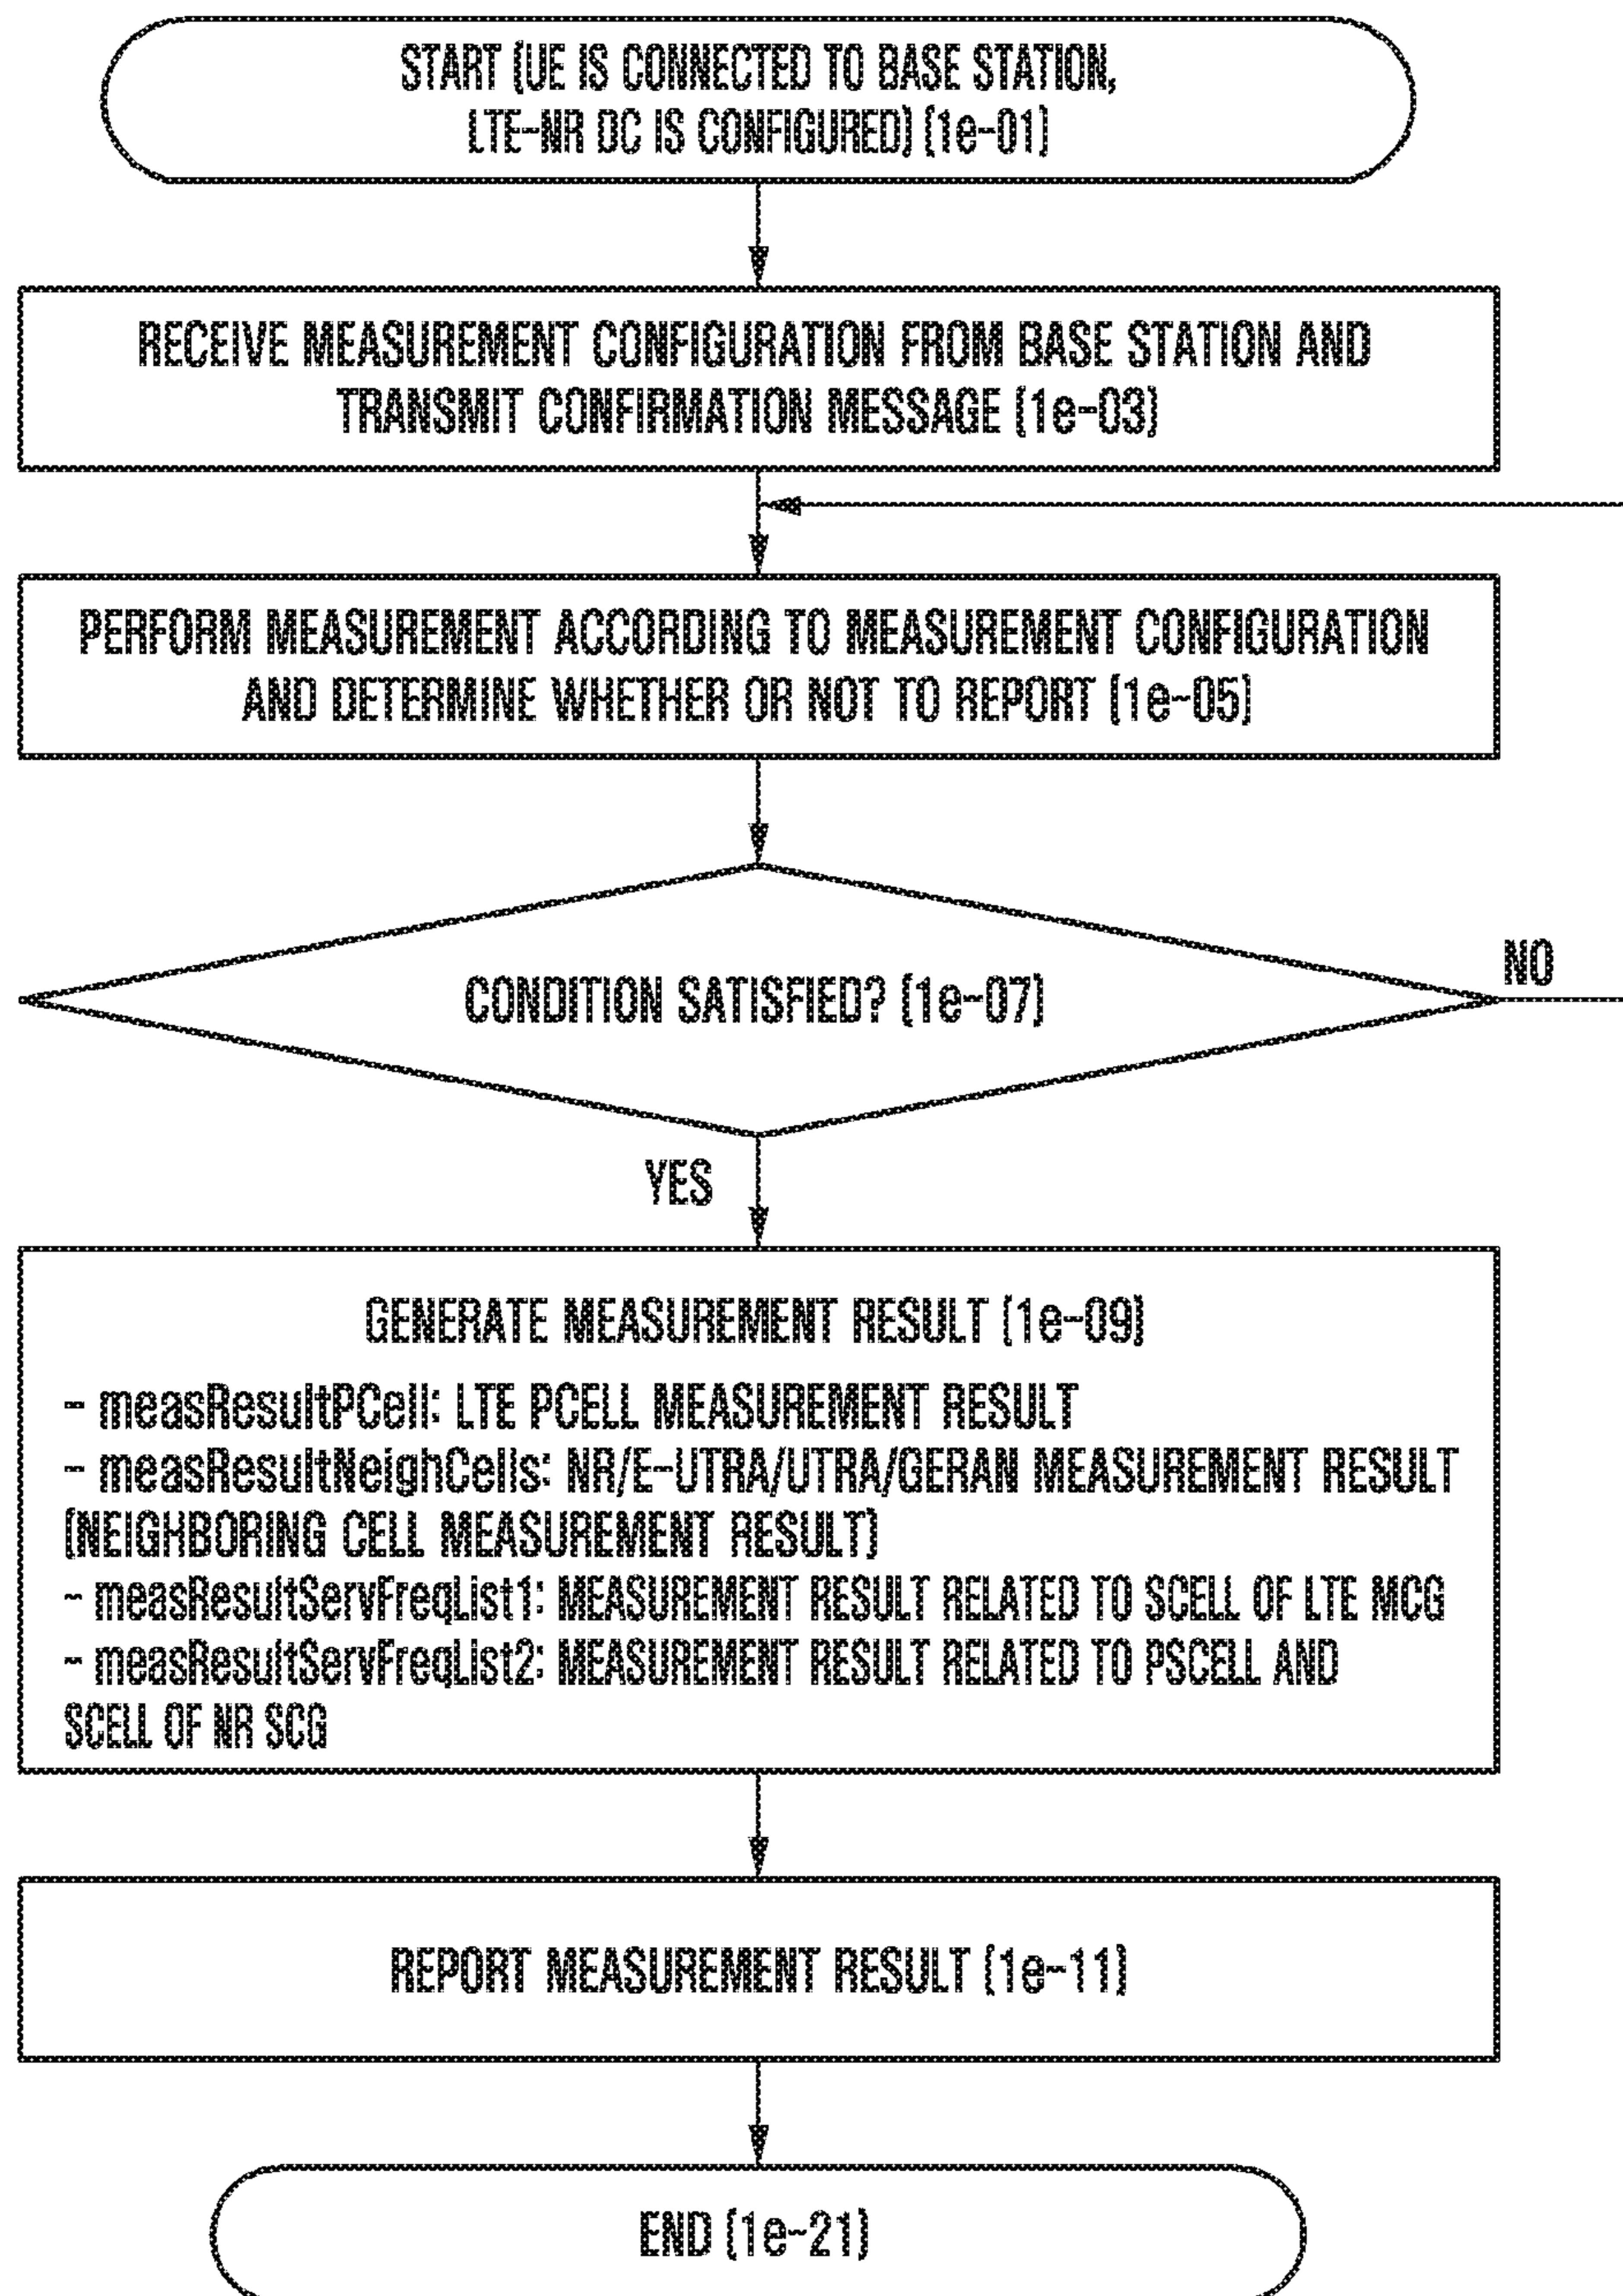 START (UE IS CONNECTED TO BASE STATION,
LTE-NR DC IS CONFIGURED) (1e-01)
RECEIVE MEASUREMENT CONFIGURATION FROM BASE STATION AND
TRANSMIT CONFIRMATION MESSAGE (1e-03)
PERFORM MEASUREMENT ACCORDING TO MEASUREMENT CONFIGURATION
AND DETERMINE WHETHER OR NOT TO REPORT (1e-05)
CONDITION SATISFIED? (1e-07)
NO
YES
GENERATE MEASUREMENT RESULT (1e-09)
- measResultPCell: LTE PCELL MEASUREMENT RESULT
- measResultNeighCells: NR/E-UTRA/UTRA/GERAN MEASUREMENT RESULT
(NEIGHBORING CELL MEASUREMENT RESULT)
- measResultServFreqList1: MEASUREMENT RESULT RELATED TO SCELL OF LTE MCG
- measResultServFreqList2: MEASUREMENT RESULT RELATED TO PSCELL AND
SCELL OF NR SCG
REPORT MEASUREMENT RESULT (1e-11)
END (1e-21)